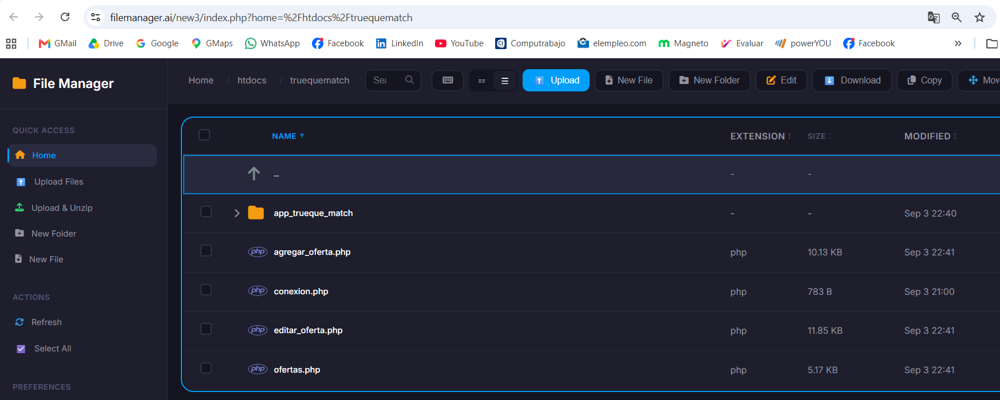 filemanager.ai/new3/index.php?home=%2Fhtdocs%2Ftruequematch
GMail Drive Google GMaps WhatsApp Facebook LinkedIn YouTube Computrabajo elempleo.com Magneto Evaluar powerYOU Facebook »
File Manager
Home / htdocs / truequematch
Sea
Upload
New File
New Folder
Edit
Download
Copy
Mov
QUICK ACCESS
Home
Upload Files
Upload & Unzip
New Folder
New File
ACTIONS
Refresh
Select All
PREFERENCES
NAME ↑ EXTENSION ↕ SIZE ↕ MODIFIED ↕
.. - -
app_trueque_match - - Sep 3 22:40
php agregar_oferta.php php 10.13 KB Sep 3 22:41
php conexion.php php 783 B Sep 3 21:00
php editar_oferta.php php 11.85 KB Sep 3 22:41
php ofertas.php php 5.17 KB Sep 3 22:41